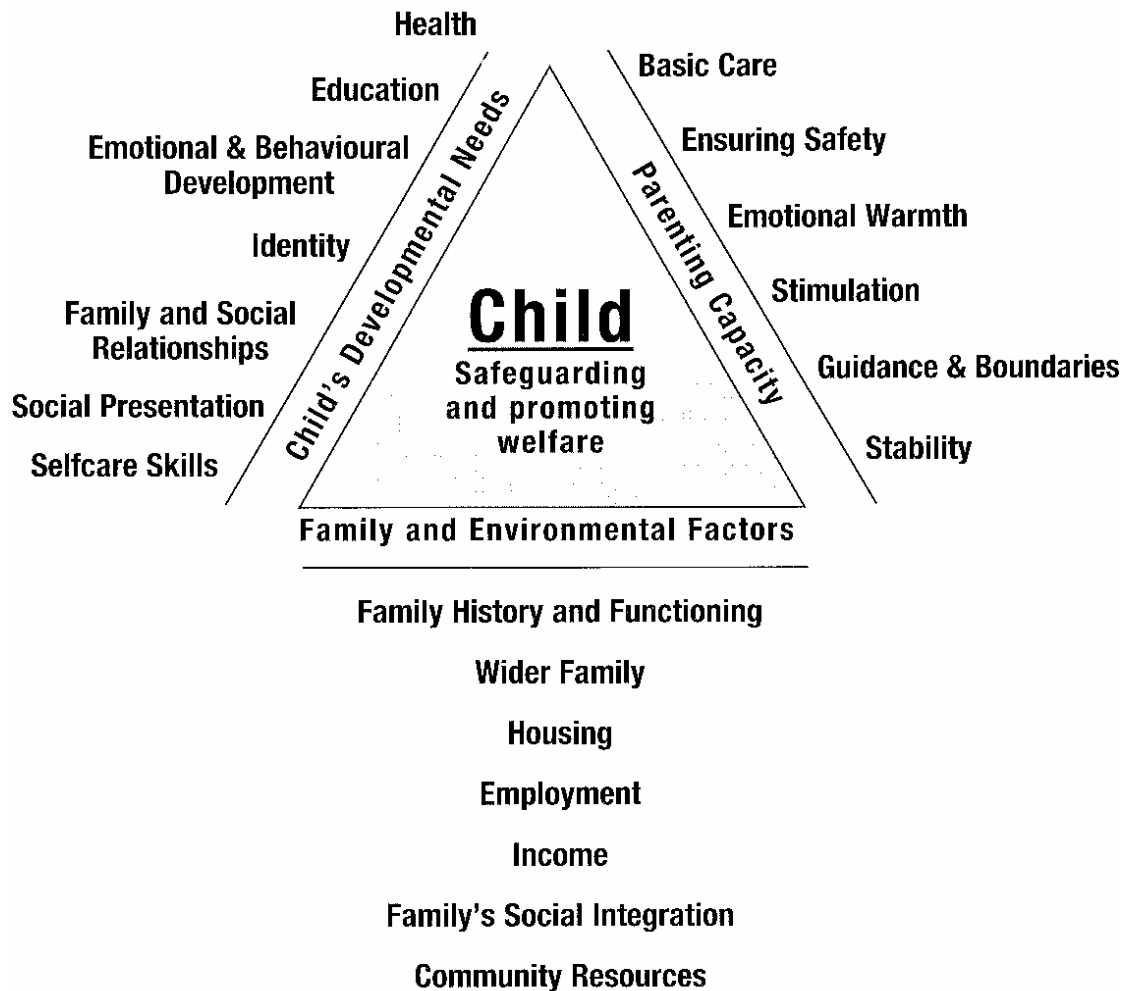 Health
Education
Emotional & Behavioural
Development
Identity
Family and Social
Relationships
Social Presentation
Selfcare Skills
Child's Developmental Needs
Basic Care
Ensuring Safety
Emotional Warmth
Stimulation
Guidance & Boundaries
Stability
Parenting Capacity
Child
Safeguarding
and promoting
welfare
Family and Environmental Factors
Family History and Functioning
Wider Family
Housing
Employment
Income
Family's Social Integration
Community Resources